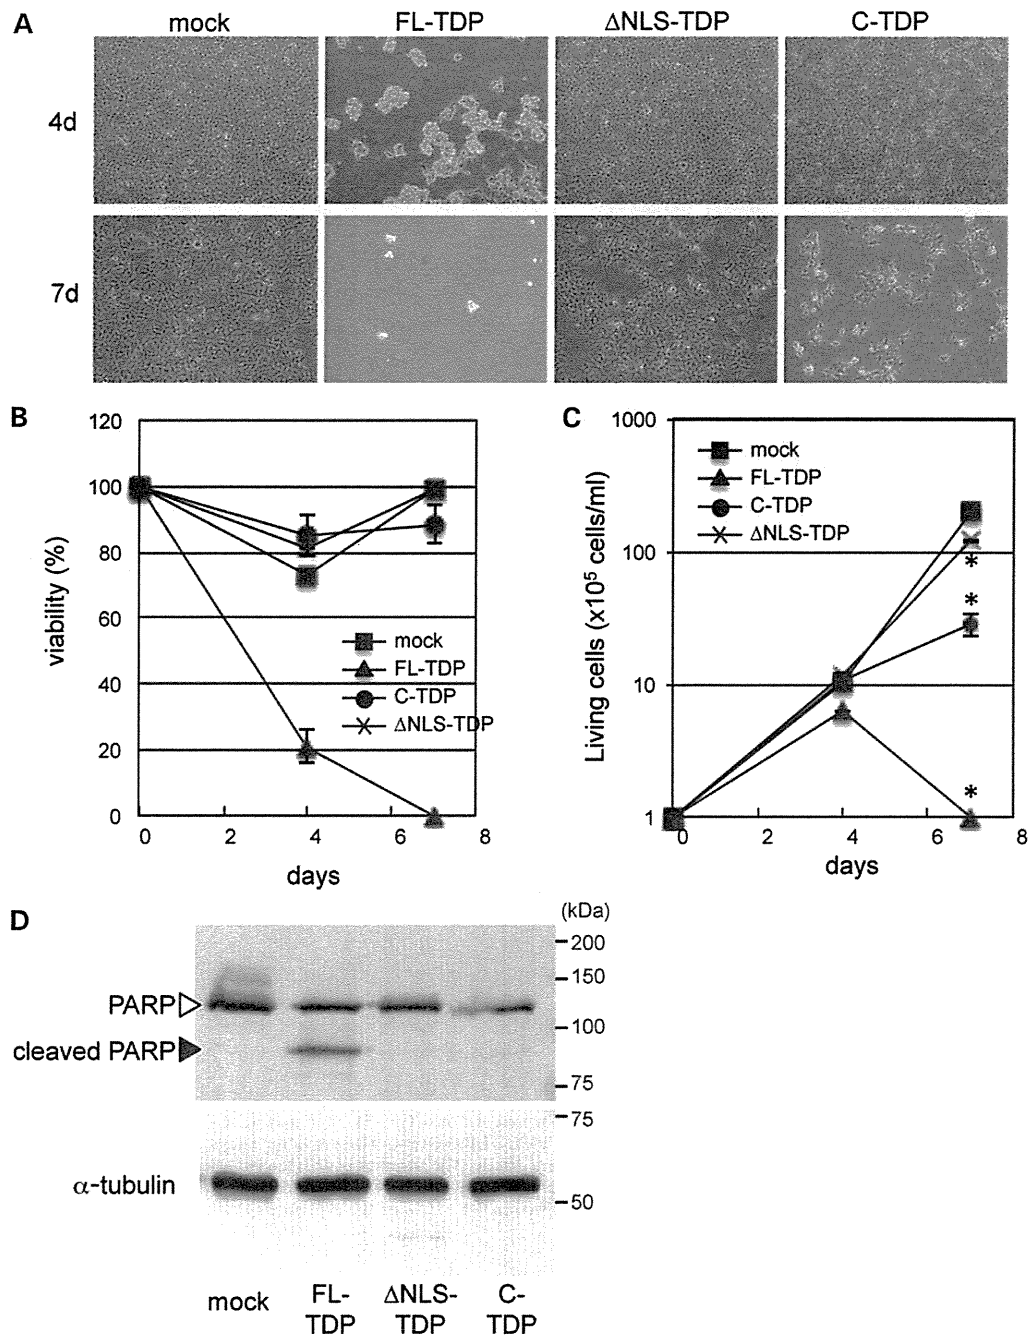 A
mock FL-TDP ΔNLS-TDP C-TDP
4d
7d
B
120
100
80
60
40
20
0
0 2 4 6 8
viability (%)
days
mock
FL-TDP
C-TDP
ΔNLS-TDP
C
1000
100
10
1
0 2 4 6 8
Living cells (x10⁵ cells/ml)
days
mock
FL-TDP
C-TDP
ΔNLS-TDP
*
*
*
D
(kDa)
200
150
100
75
75
50
PARP
cleaved PARP
α-tubulin
mock
FL-
TDP
ΔNLS-
TDP
C-
TDP